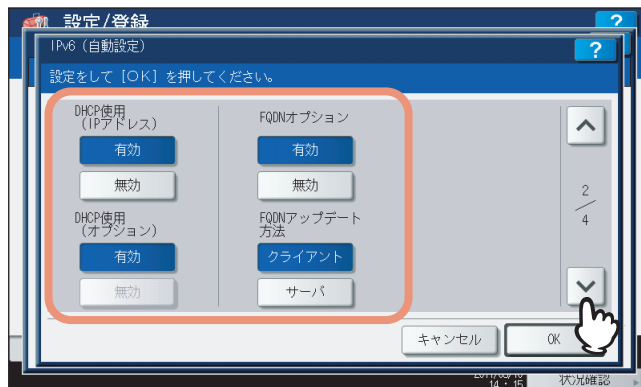 設定/登録
?
IPv6（自動設定）
?
設定をして［OK］を押してください。
DHCP使用
（IPアドレス）
有効
無効
DHCP使用
（オプション）
有効
無効
FQDNオプション
有効
無効
FQDNアップデート
方法
クライアント
サーバ
2
4
キャンセル
OK
14：15
状況確認